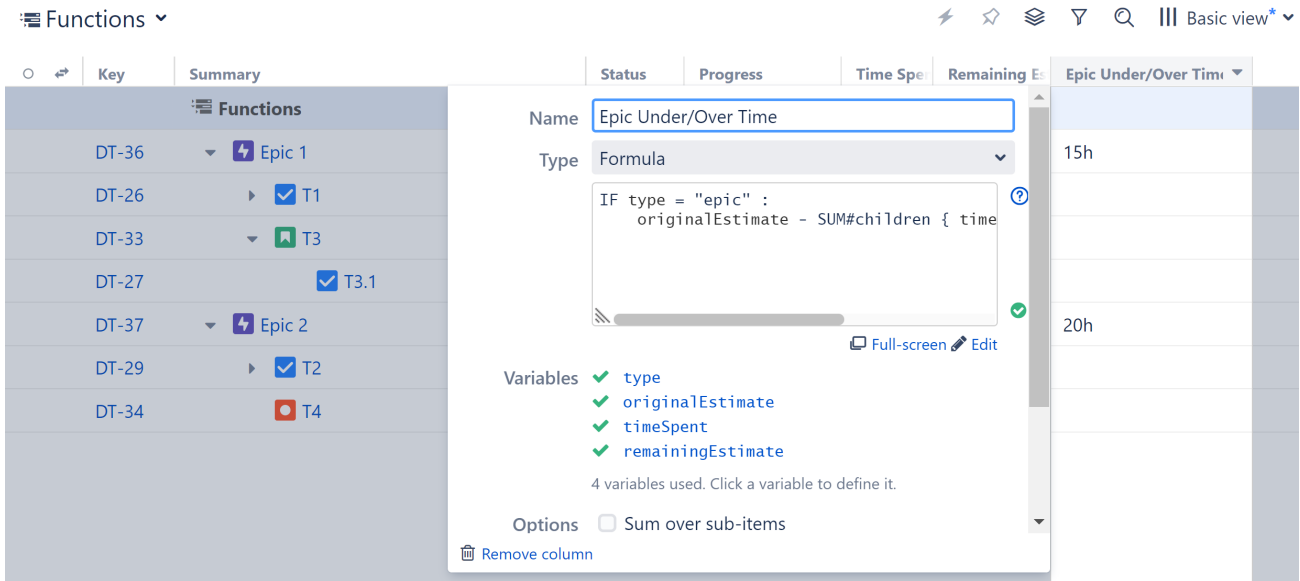 Functions
Basic view*
Key Summary Status Progress Time Spe Remaining Es Epic Under/Over Time
Functions
DT-36 Epic 1 15h
DT-26 T1
DT-33 T3
DT-27 T3.1
DT-37 Epic 2 20h
DT-29 T2
DT-34 T4
Name Epic Under/Over Time
Type Formula
IF type = "epic" :
originalEstimate - SUM#children { time
Full-screen Edit
Variables type
originalEstimate
timeSpent
remainingEstimate
4 variables used. Click a variable to define it.
Options Sum over sub-items
Remove column